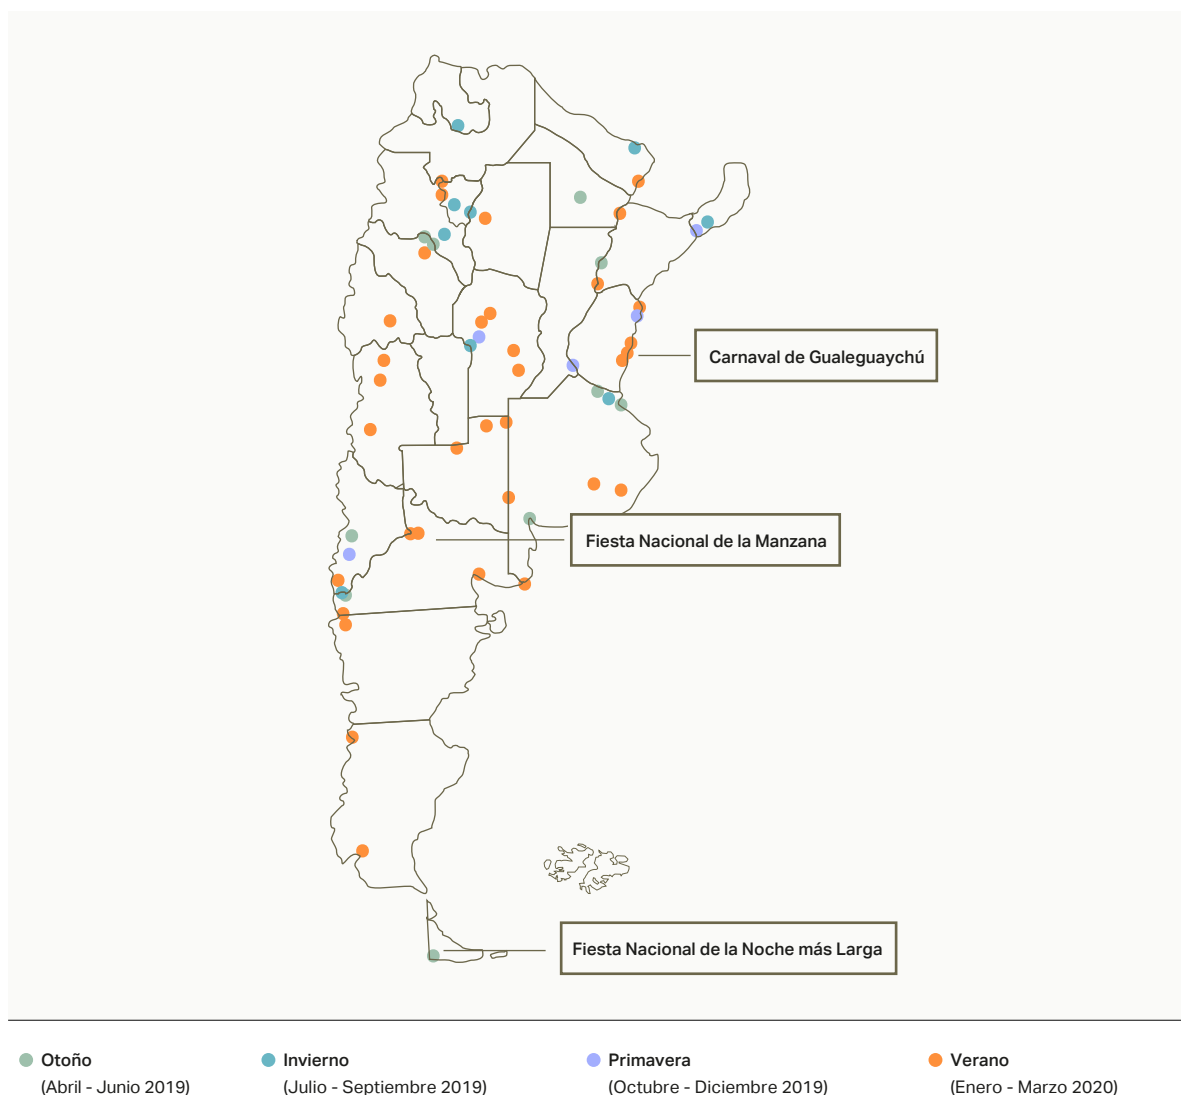 Carnaval de Gualeguaychú
Fiesta Nacional de la Manzana
Fiesta Nacional de la Noche más Larga
Otoño
(Abril - Junio 2019)
Invierno
(Julio - Septiembre 2019)
Primavera
(Octubre - Diciembre 2019)
Verano
(Enero - Marzo 2020)